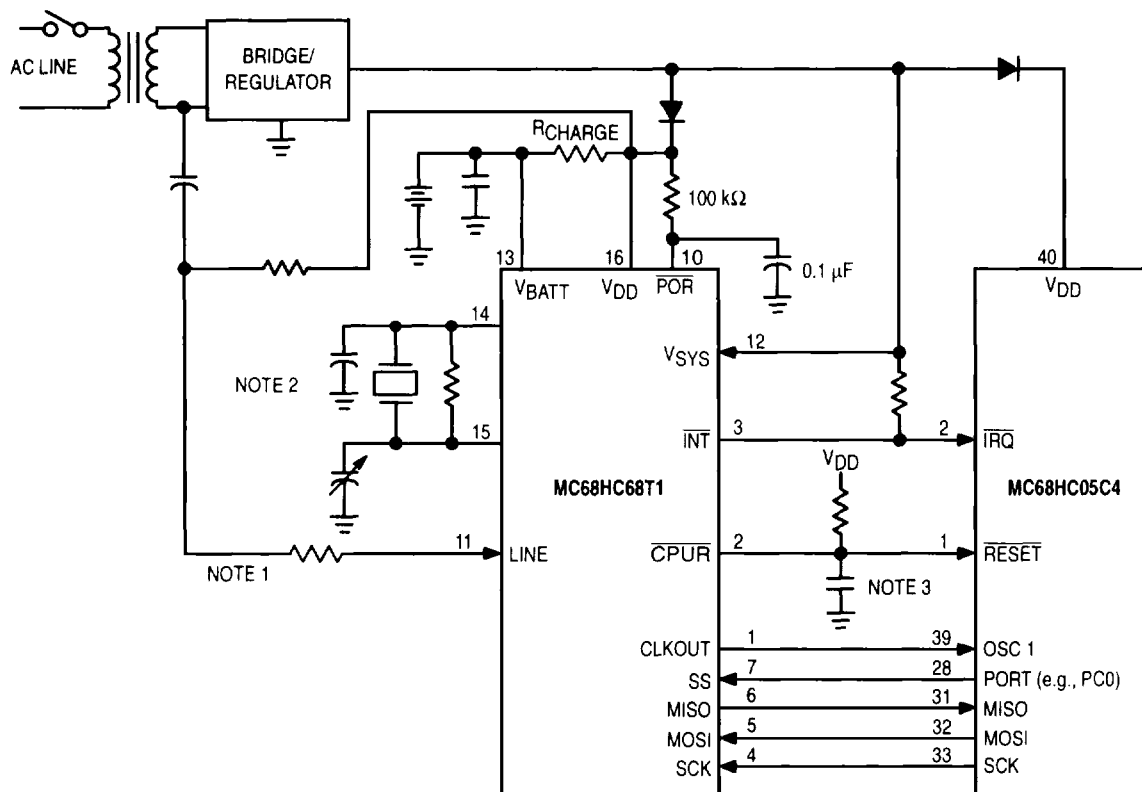 AC LINE
BRIDGE/
REGULATOR
RCHARGE
100 kΩ
0.1 µF
13
16
10
40
VBATT
VDD
POR
VDD
14
12
VSYS
NOTE 2
15
INT
3
2
IRQ
VDD
MC68HC68T1
MC68HC05C4
11
LINE
CPUR
2
1
RESET
NOTE 1
NOTE 3
CLKOUT
1
39
OSC 1
SS
7
28
PORT (e.g., PC0)
MISO
6
31
MISO
MOSI
5
32
MOSI
SCK
4
33
SCK